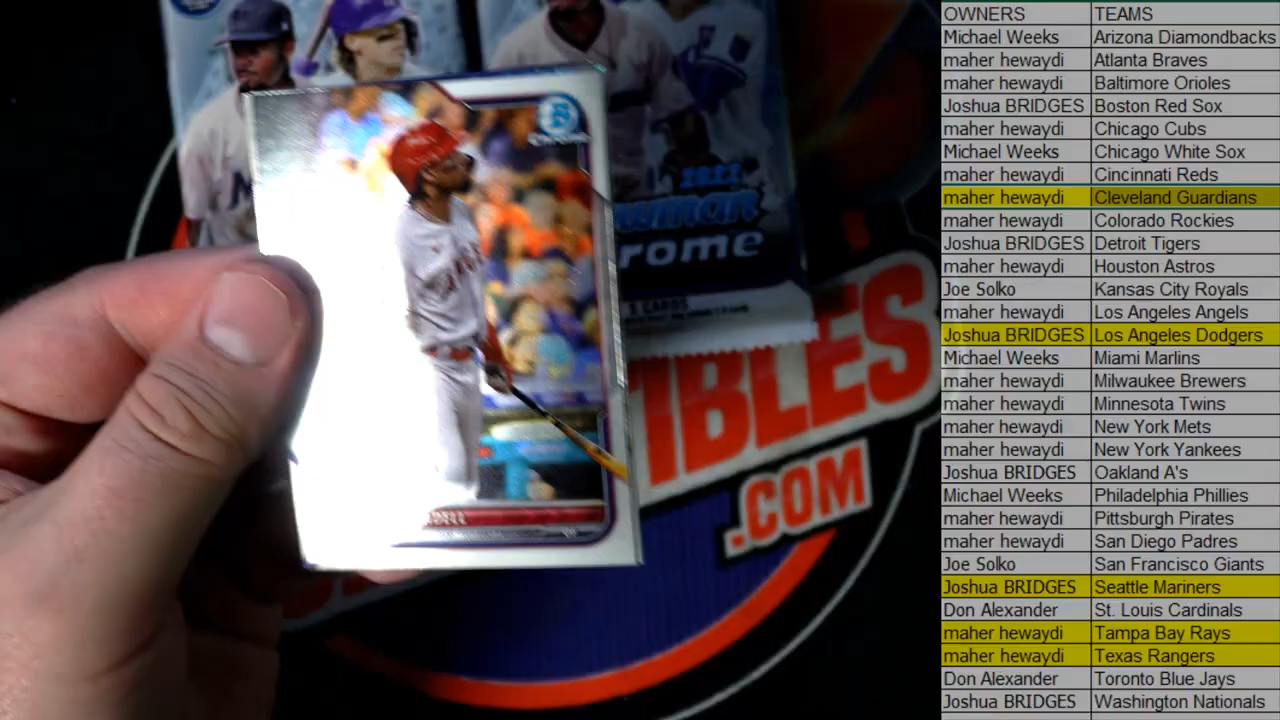 OWNERS TEAMS
Michael Weeks Arizona Diamondbacks
maher hewaydi Atlanta Braves
maher hewaydi Baltimore Orioles
Joshua BRIDGES Boston Red Sox
maher hewaydi Chicago Cubs
Michael Weeks Chicago White Sox
maher hewaydi Cincinnati Reds
maher hewaydi Cleveland Guardians
maher hewaydi Colorado Rockies
Joshua BRIDGES Detroit Tigers
maher hewaydi Houston Astros
Joe Solko Kansas City Royals
maher hewaydi Los Angeles Angels
Joshua BRIDGES Los Angeles Dodgers
Michael Weeks Miami Marlins
maher hewaydi Milwaukee Brewers
maher hewaydi Minnesota Twins
maher hewaydi New York Mets
maher hewaydi New York Yankees
Joshua BRIDGES Oakland A's
Michael Weeks Philadelphia Phillies
maher hewaydi Pittsburgh Pirates
maher hewaydi San Diego Padres
Joe Solko San Francisco Giants
Joshua BRIDGES Seattle Mariners
Don Alexander St. Louis Cardinals
maher hewaydi Tampa Bay Rays
maher hewaydi Texas Rangers
Don Alexander Toronto Blue Jays
Joshua BRIDGES Washington Nationals
owman
rome
CARDS
IBLES
.COM